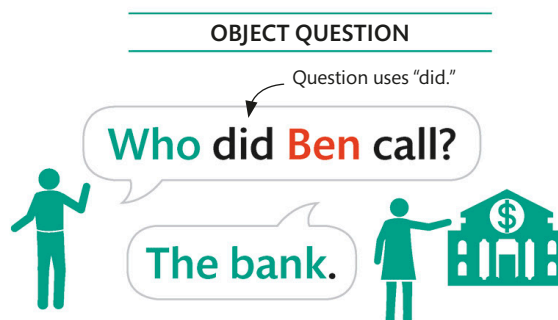 OBJECT QUESTION
Question uses “did.”
Who did Ben call?
The bank.
$